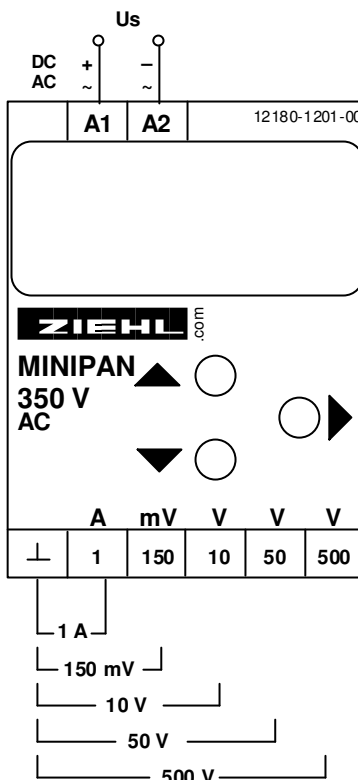 Us
DC + −
AC ~ ~
A1 A2 12180-1201-00
ZIEHL .com
MINIPAN
350 V
AC
A mV V V V
⊥ 1 150 10 50 500
1 A
150 mV
10 V
50 V
500 V